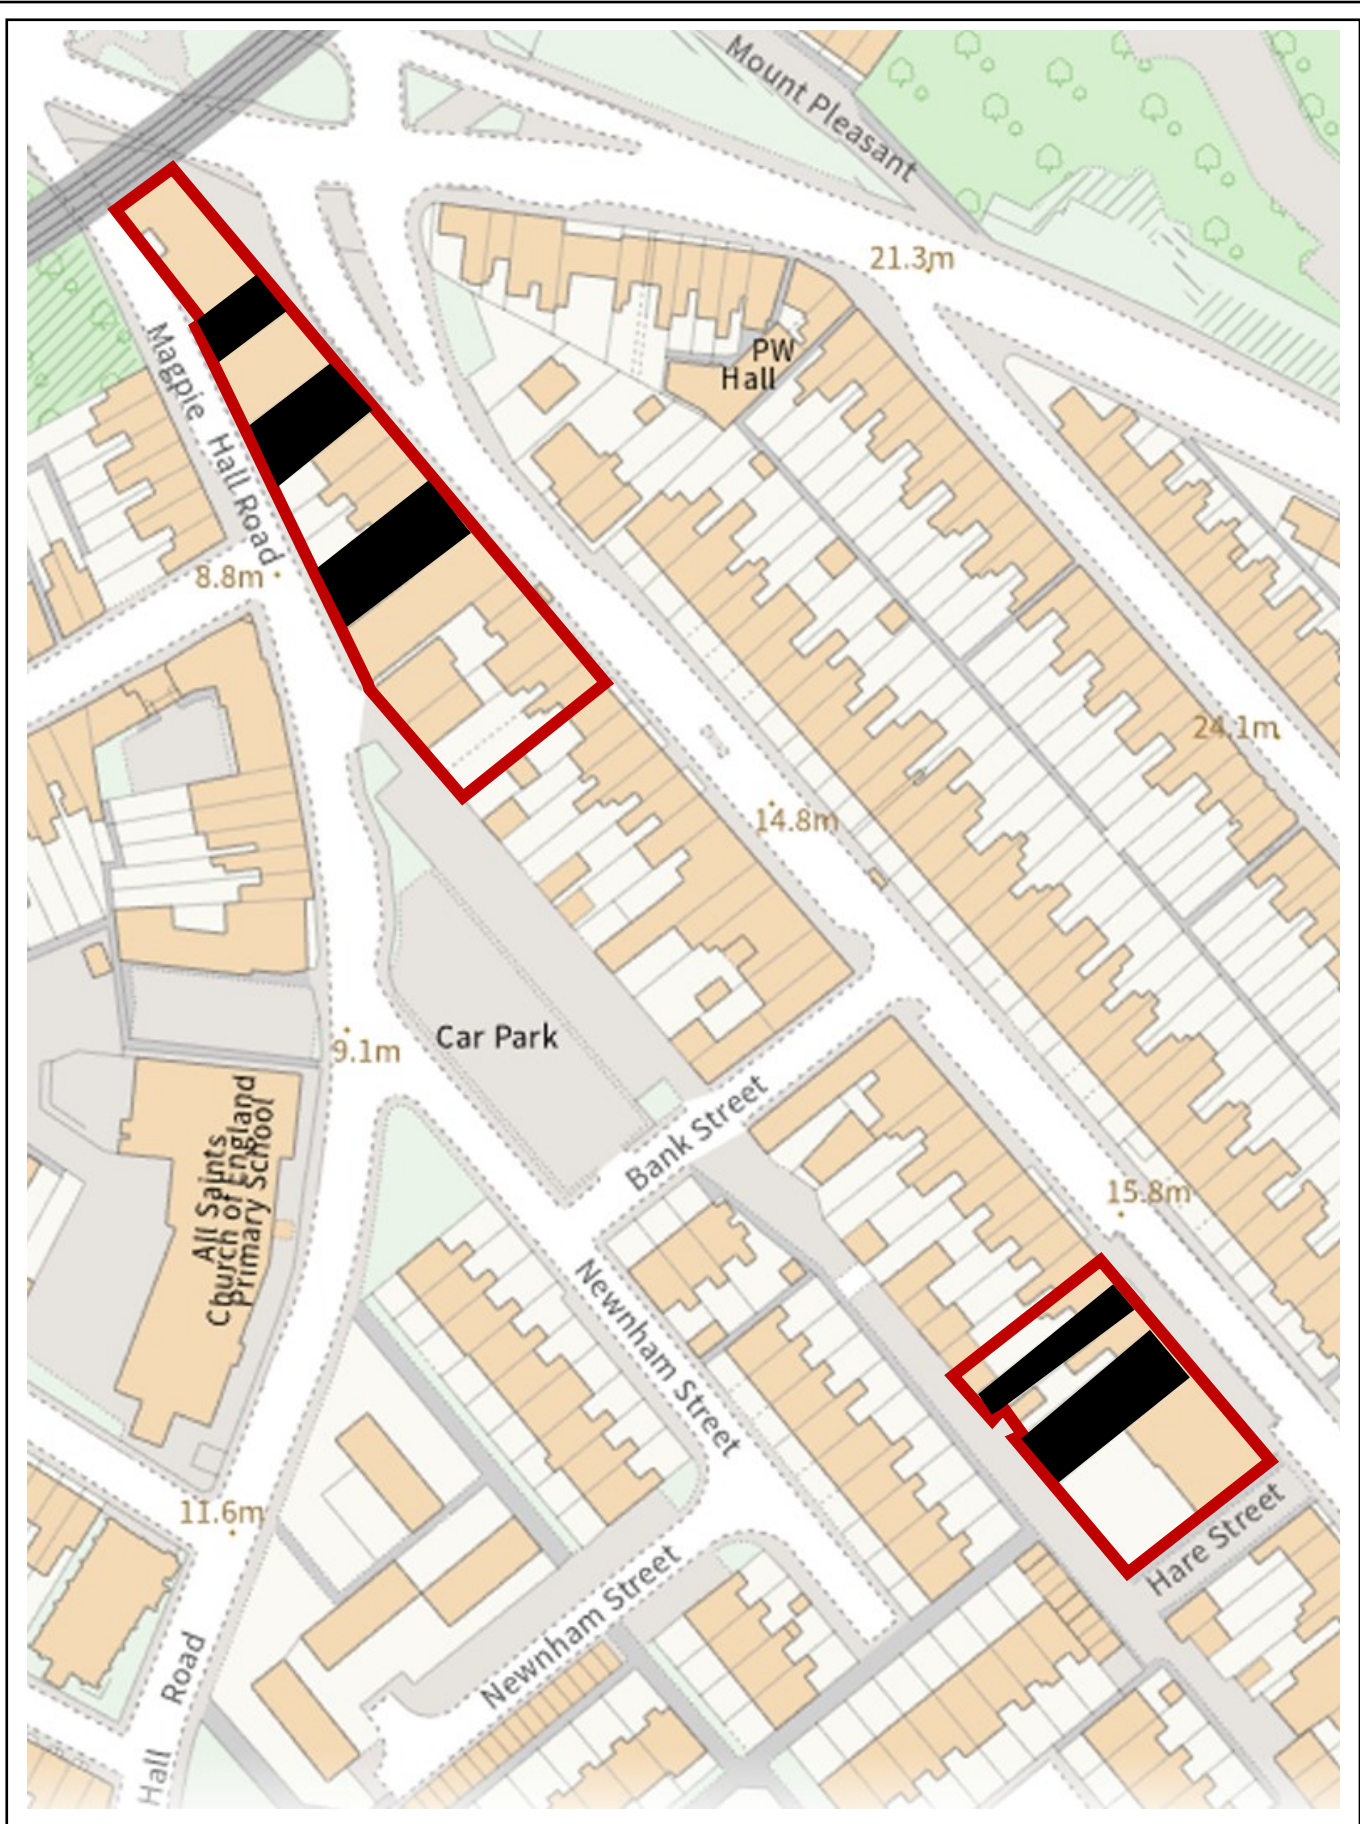 Mount Pleasant
21.3m
PW
Hall
Magpie Hall Road
8.8m
24.1m
14.8m
Car Park
9.1m
Bank Street
All Saints
Church of England
Primary School
15.8m
Newnham Street
11.6m
Hare Street
Newnham Street
Hall Road